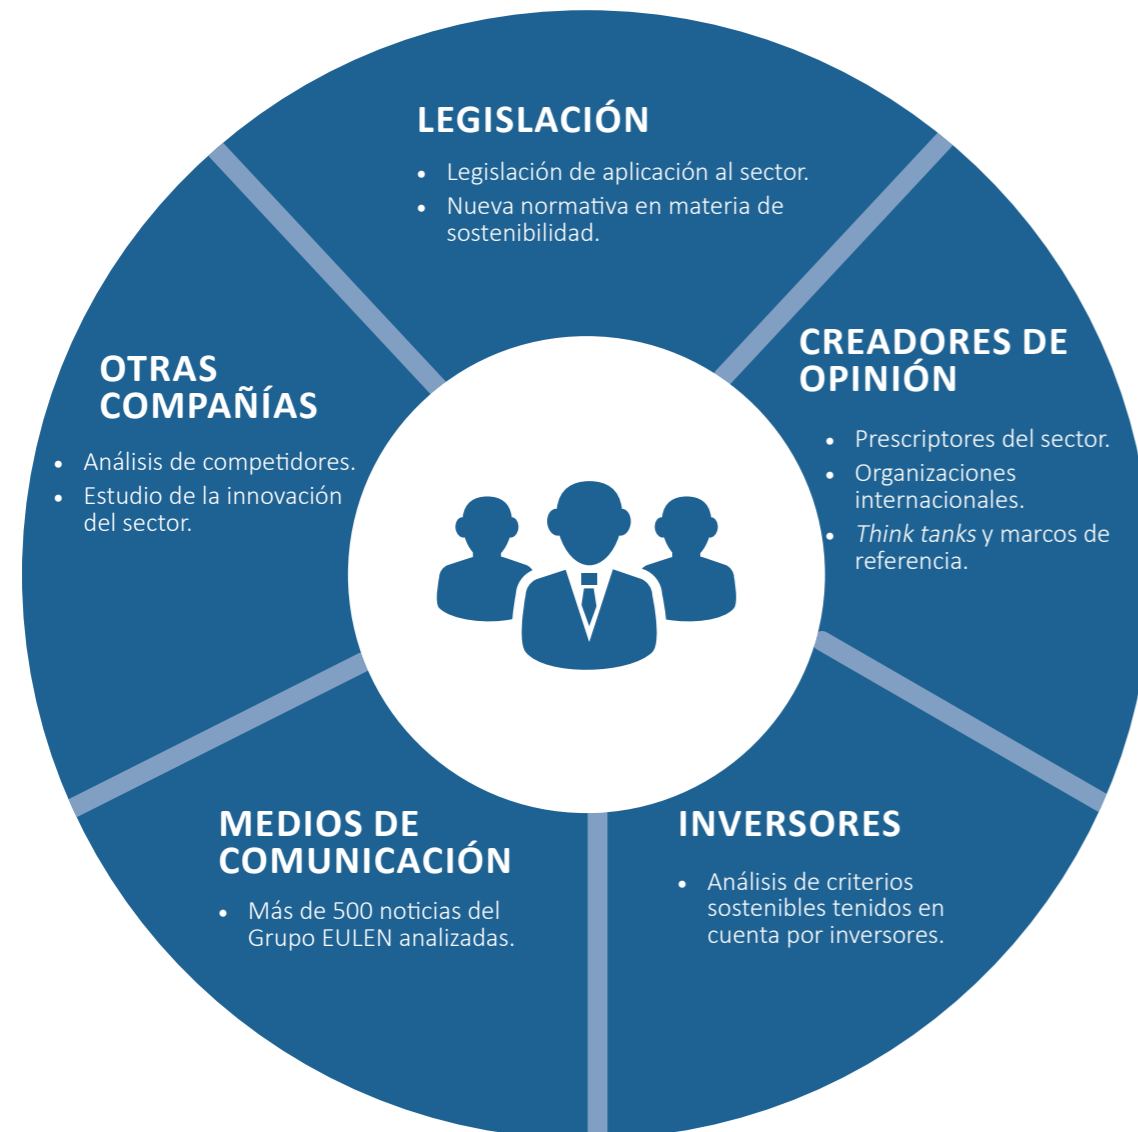 LEGISLACIÓN
• Legislación de aplicación al sector.
• Nueva normativa en materia de
sostenibilidad.
CREADORES DE
OPINIÓN
• Prescriptores del sector.
• Organizaciones
internacionales.
• Think tanks y marcos de
referencia.
INVERSORES
• Análisis de criterios
sostenibles tenidos en
cuenta por inversores.
MEDIOS DE
COMUNICACIÓN
• Más de 500 noticias del
Grupo EULEN analizadas.
OTRAS
COMPAÑÍAS
• Análisis de competidores.
• Estudio de la innovación
del sector.